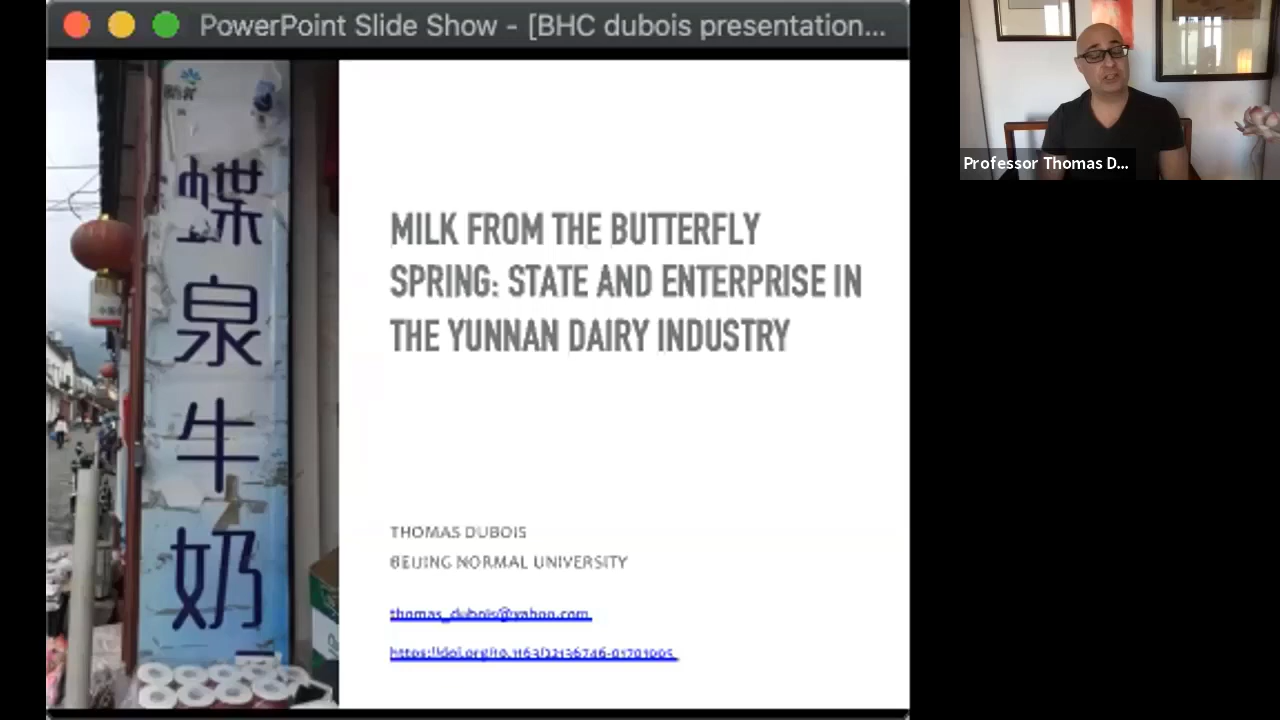 PowerPoint Slide Show - [BHC dubois presentation...
蝶
泉
牛
奶
MILK FROM THE BUTTERFLY
SPRING: STATE AND ENTERPRISE IN
THE YUNNAN DAIRY INDUSTRY
THOMAS DUBOIS
BEIJING NORMAL UNIVERSITY
thomas_dubois@yahoo.com
Professor Thomas D...